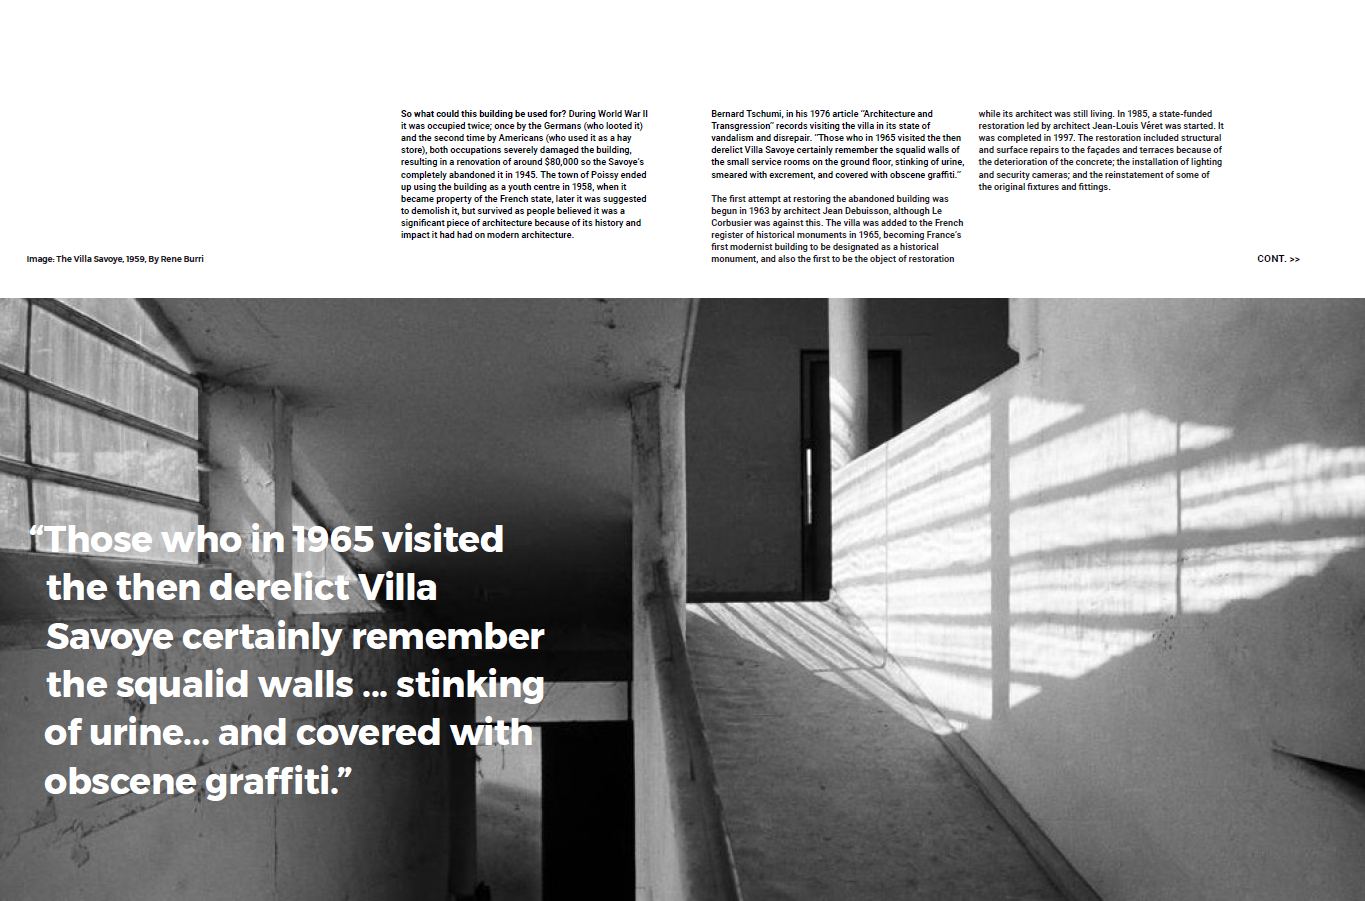 So what could this building be used for? During World War II
it was occupied twice; once by the Germans (who looted it)
and the second time by Americans (who used it as a hay
store), both occupations severely damaged the building,
resulting in a renovation of around $80,000 so the Savoye's
completely abandoned it in 1945. The town of Poissy ended
up using the building as a youth centre in 1958, when it
became property of the French state, later it was suggested
to demolish it, but survived as people believed it was a
significant piece of architecture because of its history and
impact it had had on modern architecture.
Bernard Tschumi, in his 1976 article “Architecture and
Transgression” records visiting the villa in its state of
vandalism and disrepair. “Those who in 1965 visited the then
derelict Villa Savoye certainly remember the squalid walls of
the small service rooms on the ground floor, stinking of urine,
smeared with excrement, and covered with obscene graffiti.”
The first attempt at restoring the abandoned building was
begun in 1963 by architect Jean Debuisson, although Le
Corbusier was against this. The villa was added to the French
register of historical monuments in 1965, becoming France's
first modernist building to be designated as a historical
monument, and also the first to be the object of restoration
while its architect was still living. In 1985, a state-funded
restoration led by architect Jean-Louis Véret was started. It
was completed in 1997. The restoration included structural
and surface repairs to the façades and terraces because of
the deterioration of the concrete; the installation of lighting
and security cameras; and the reinstatement of some of
the original fixtures and fittings.
Image: The Villa Savoye, 1959, By Rene Burri
CONT. >>
“Those who in 1965 visited
the then derelict Villa
Savoye certainly remember
the squalid walls ... stinking
of urine... and covered with
obscene graffiti.”